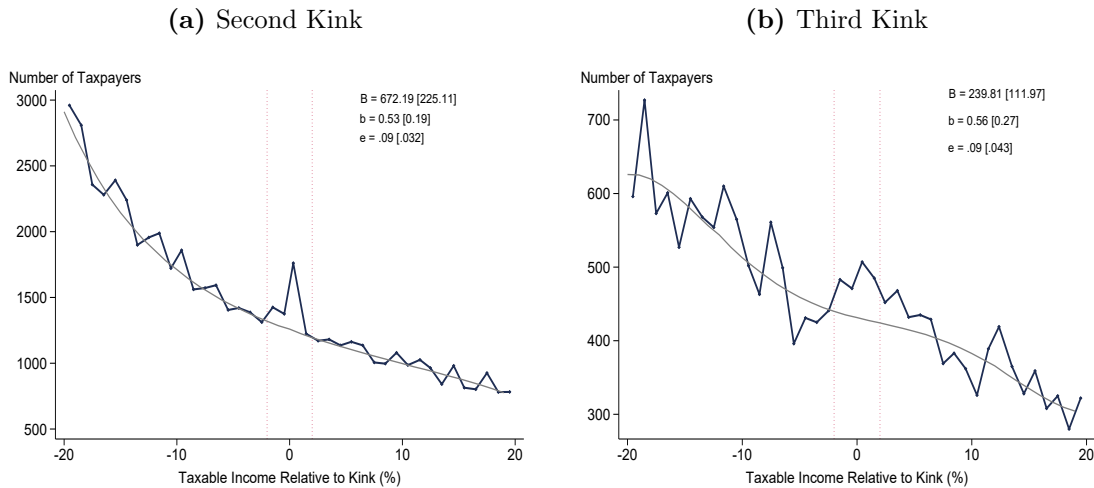 (a) Second Kink
Number of Taxpayers
B = 672.19 [225.11]
b = 0.53 [0.19]
e = .09 [.032]
3000
2500
2000
1500
1000
500
-20 -10 0 10 20
Taxable Income Relative to Kink (%)
(b) Third Kink
Number of Taxpayers
B = 239.81 [111.97]
b = 0.56 [0.27]
e = .09 [.043]
700
600
500
400
300
-20 -10 0 10 20
Taxable Income Relative to Kink (%)